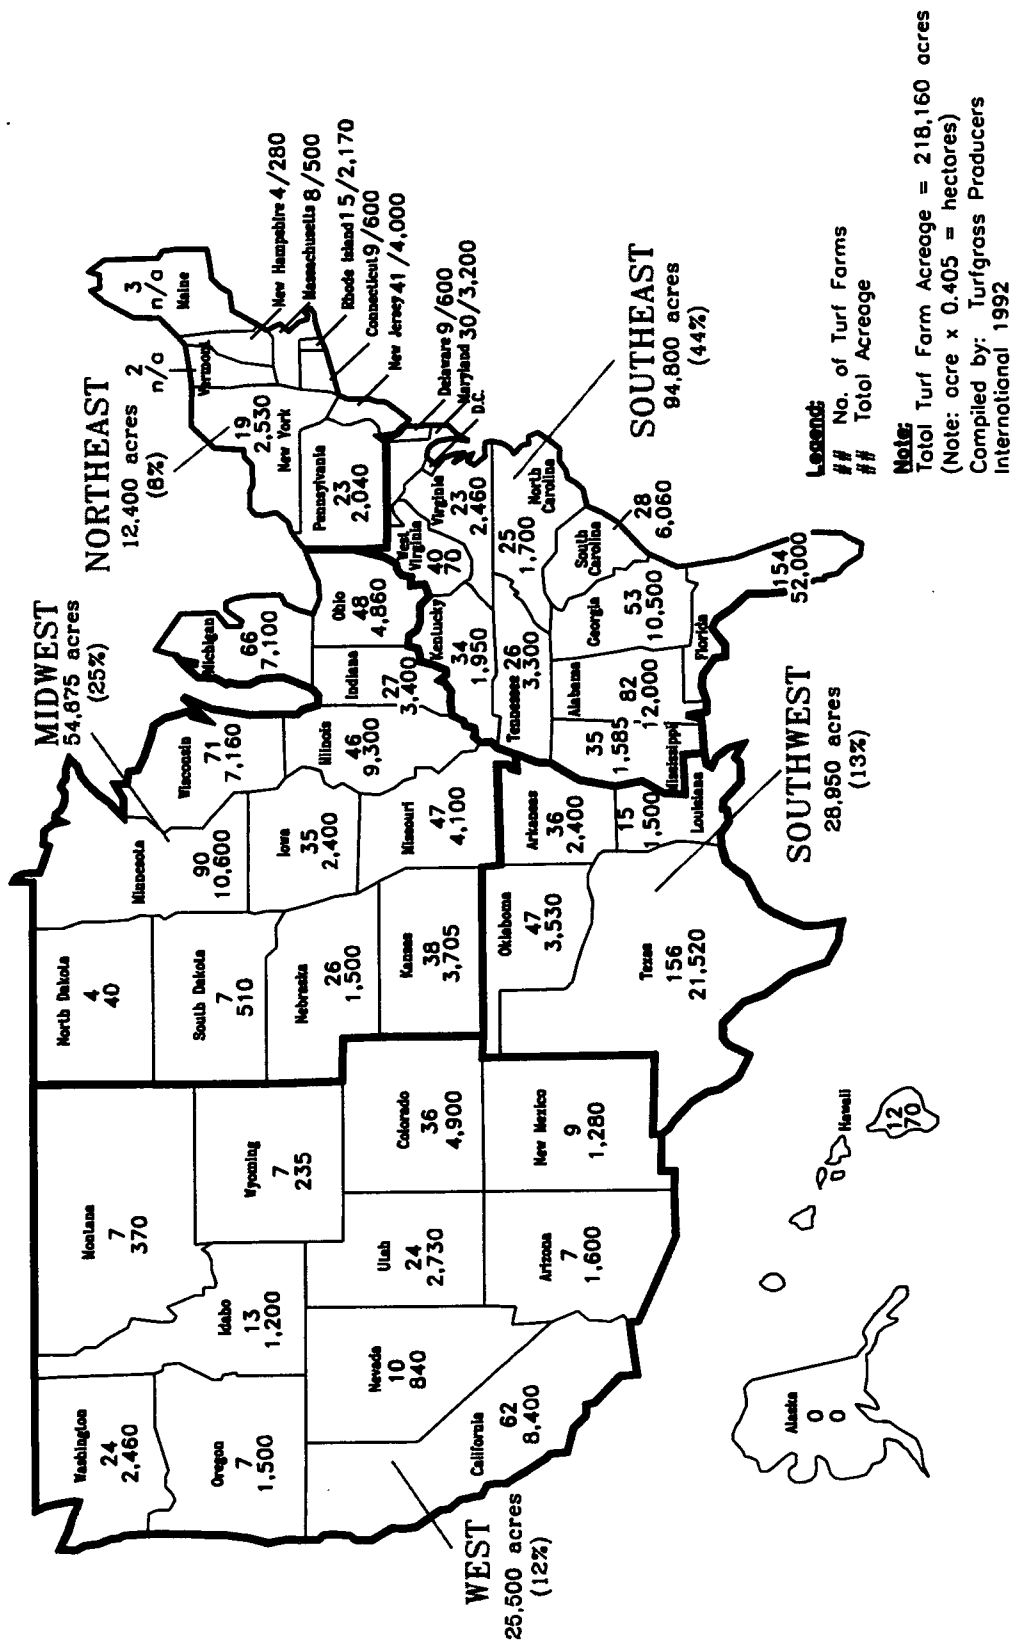 NORTHEAST
12,400 acres
(6%)
MIDWEST
54,875 acres
(25%)
WEST
25,500 acres
(12%)
SOUTHWEST
28,950 acres
(13%)
SOUTHEAST
94,800 acres
(44%)
Washington
24
2,460
Oregon
7
1,500
California
62
8,400
Nevada
10
840
Idaho
13
1,200
Montana
7
370
Wyoming
7
235
Utah
24
2,730
Colorado
36
4,900
Arizona
7
1,600
New Mexico
9
1,280
Alaska
0
0
Hawaii
12
70
North Dakota
4
40
South Dakota
7
510
Nebraska
26
1,500
Kansas
38
3,705
Minnesota
90
10,600
Iowa
35
2,400
Missouri
47
4,100
Wisconsin
71
7,160
Illinois
46
9,300
Michigan
66
7,100
Indiana
27
3,400
Ohio
48
4,860
Oklahoma
47
3,530
Texas
156
21,520
Arkansas
36
2,400
15
1,500
Louisiana
Kentucky
34
1,950
Tennessee 26
3,300
35
1,585
Mississippi
Alabama
82
12,000
Georgia
53
10,500
Florida
154
52,000
South
Carolina
28
6,060
North
Carolina
25
1,700
Virginia
23
2,460
West
Virginia
40
70
Pennsylvania
23
2,040
19
2,530
New York
2
n/a
Vermont
3
n/a
Maine
New Hampshire 4/280
Massachusetts 8/500
Rhode Island 15/2,170
Connecticut 9/600
New Jersey 41/4,000
Delaware 9/600
Maryland 30/3,200
D.C.
Legend:
## No. of Turf Farms
## Total Acreage
Note:
Total Turf Farm Acreage = 218,160 acres
(Note: acre x 0.405 = hectores)
Compiled by: Turfgrass Producers
International 1992